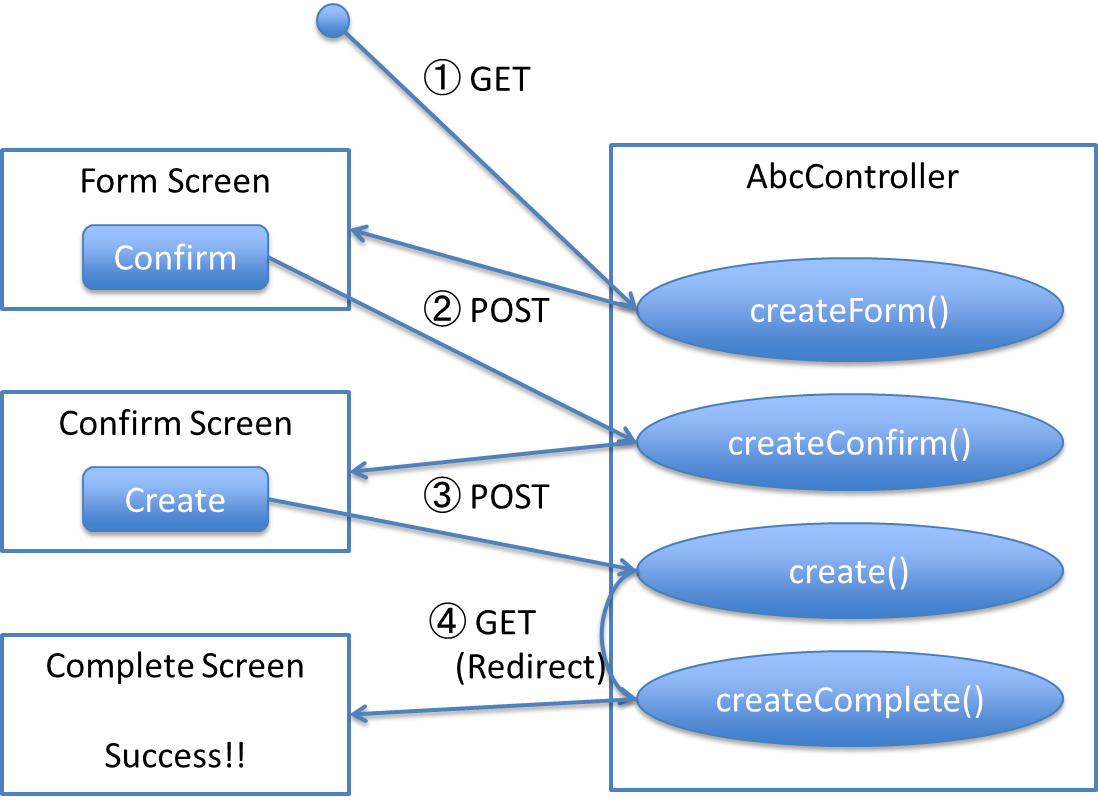 ① GET
Form Screen
Confirm
AbcController
createForm()
② POST
Confirm Screen
Create
createConfirm()
③ POST
create()
④ GET
(Redirect)
Complete Screen
Success!!
createComplete()